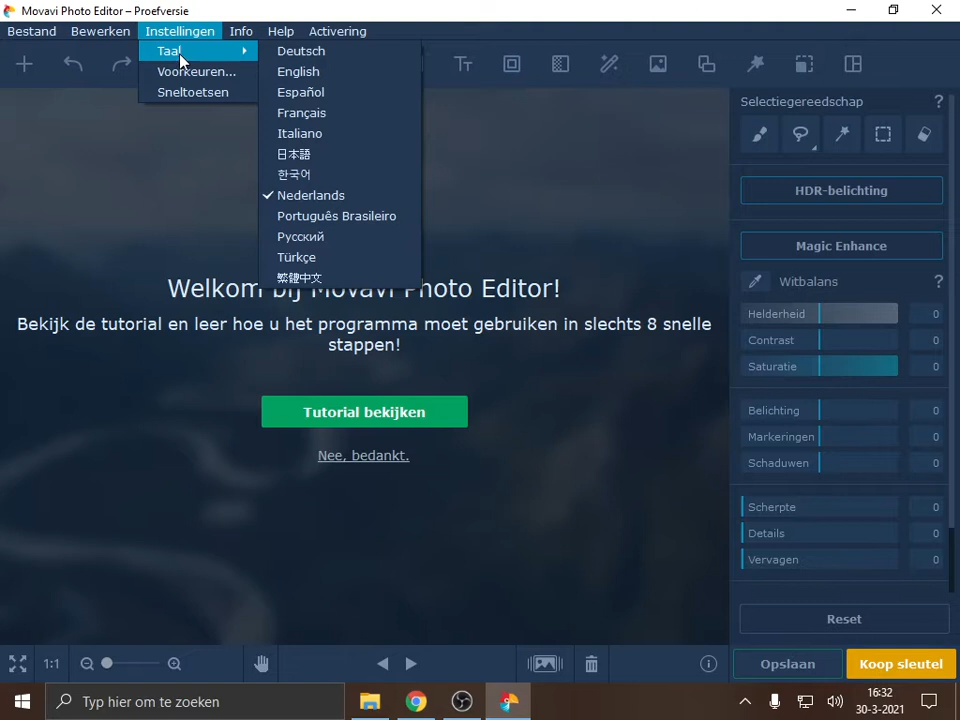 Movavi Photo Editor – Proefversie
Bestand Bewerken Instellingen Info Help Activering
Taal
Voorkeuren...
Sneltoetsen
Deutsch
English
Español
Français
Italiano
日本語
한국어
Nederlands
Português Brasileiro
Русский
Türkçe
繁體中文
Welkom bij Movavi Photo Editor!
Bekijk de tutorial en leer hoe u het programma moet gebruiken in slechts 8 snelle
stappen!
Tutorial bekijken
Nee, bedankt.
Selectiegereedschap ?
HDR-belichting
Magic Enhance
Witbalans ?
Helderheid 0
Contrast 0
Saturatie 0
Belichting 0
Markeringen 0
Schaduwen 0
Scherpte 0
Details 0
Vervagen 0
Reset
1:1
Opslaan Koop sleutel
Typ hier om te zoeken
16:32
30-3-2021